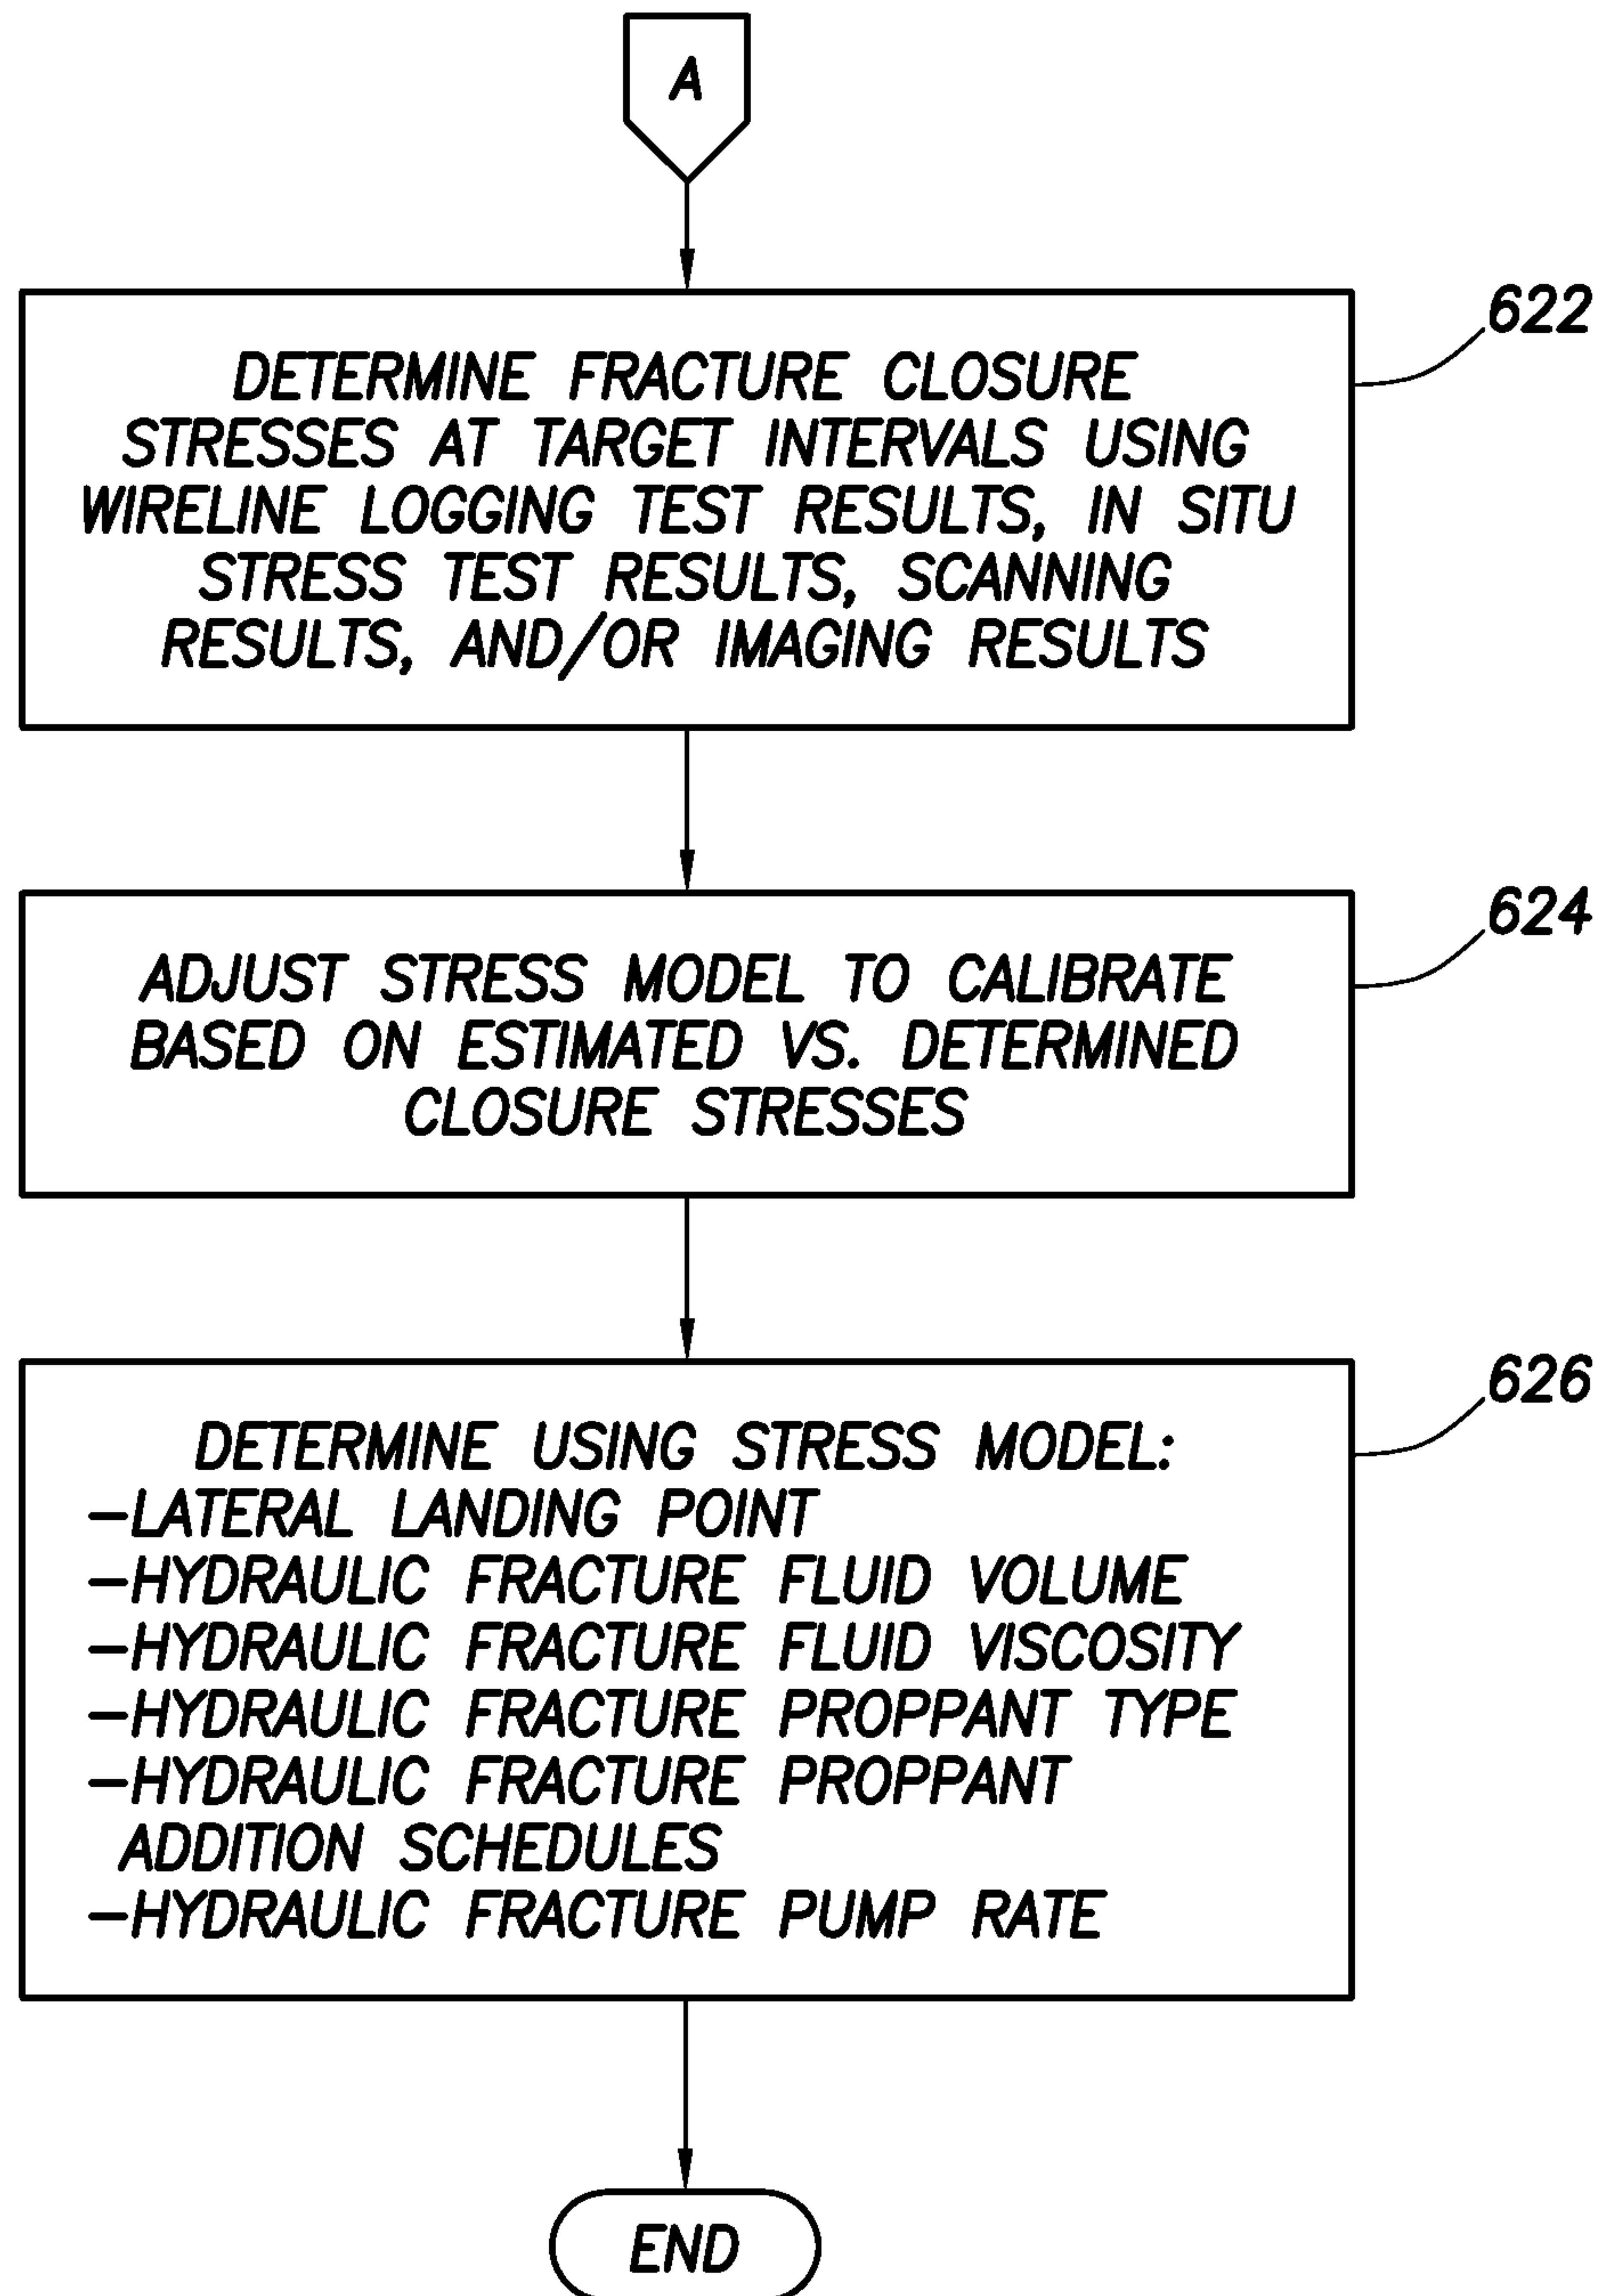 A
622
DETERMINE FRACTURE CLOSURE
STRESSES AT TARGET INTERVALS USING
WIRELINE LOGGING TEST RESULTS, IN SITU
STRESS TEST RESULTS, SCANNING
RESULTS, AND/OR IMAGING RESULTS
624
ADJUST STRESS MODEL TO CALIBRATE
BASED ON ESTIMATED VS. DETERMINED
CLOSURE STRESSES
626
DETERMINE USING STRESS MODEL:
-LATERAL LANDING POINT
-HYDRAULIC FRACTURE FLUID VOLUME
-HYDRAULIC FRACTURE FLUID VISCOSITY
-HYDRAULIC FRACTURE PROPPANT TYPE
-HYDRAULIC FRACTURE PROPPANT
ADDITION SCHEDULES
-HYDRAULIC FRACTURE PUMP RATE
END